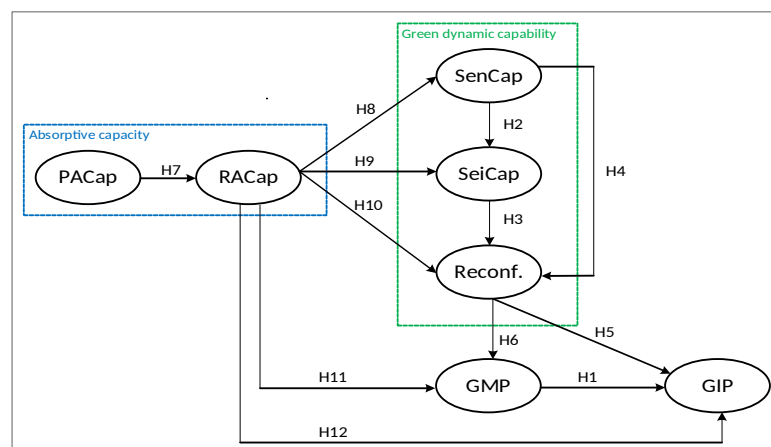 Green dynamic capability
SenCap
H8
H2
Absorptive capacity
H7
H9
PACap
RACap
SeiCap
H4
H10
H3
Reconf.
H6
H5
H11
GMP
H1
GIP
H12